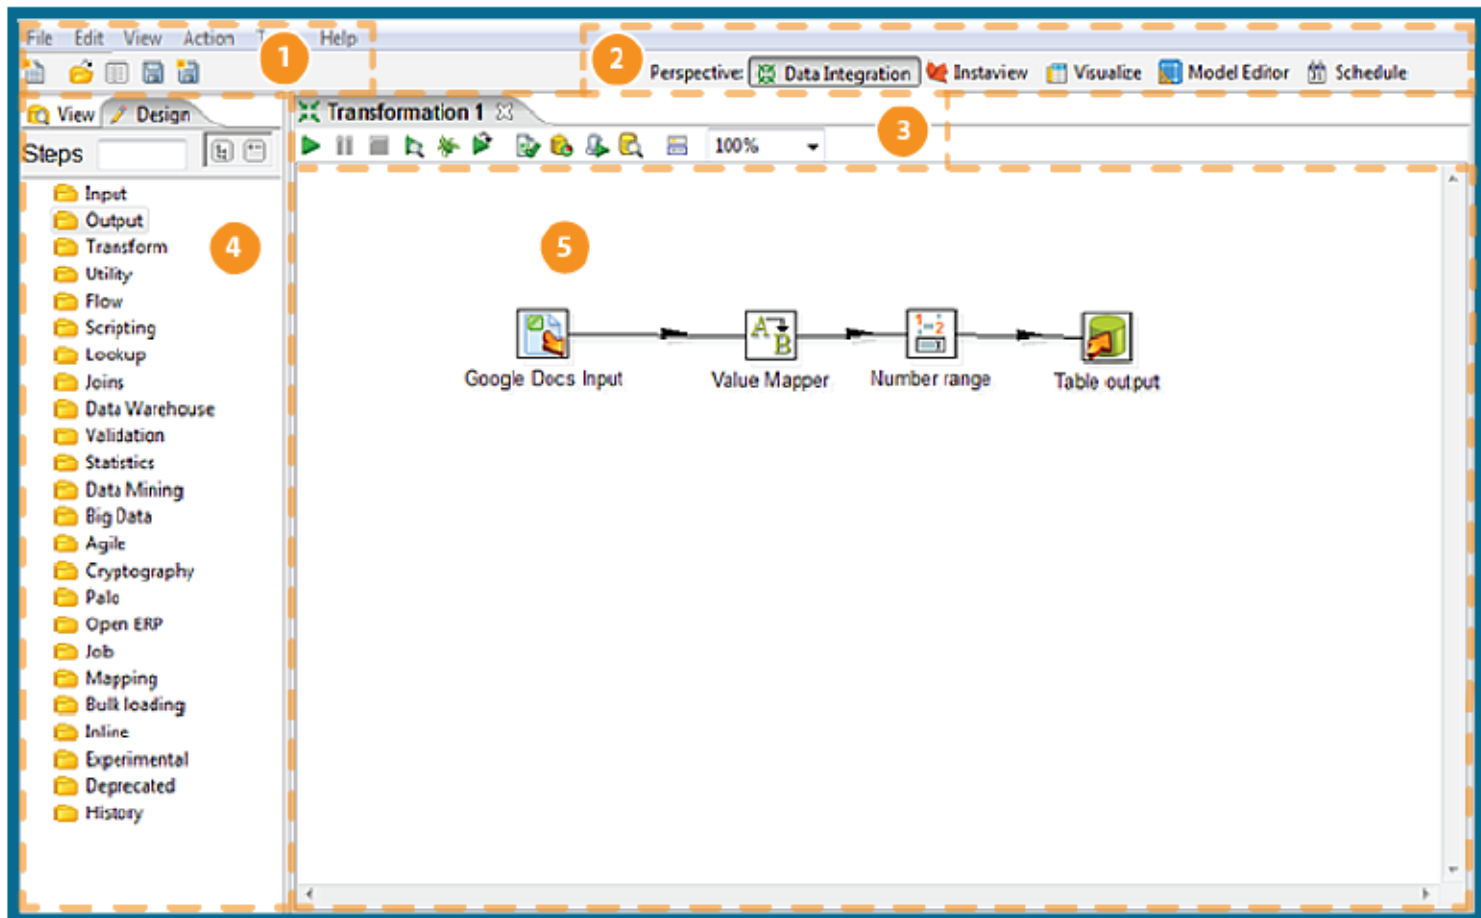 File Edit View Action Help
1
2
Perspective: Data Integration Instaview Visualize Model Editor 31 Schedule
View Design
Transformation 1
3
Steps
100%
Input
Output
Transform
4
5
Utility
Flow
Scripting
Lookup
Joins
Data Warehouse
Validation
Statistics
Data Mining
Big Data
Agile
Cryptography
Palo
Open ERP
Job
Mapping
Bulk loading
Inline
Experimental
Deprecated
History
A B
1-2
Google Docs Input
Value Mapper
Number range
Table output